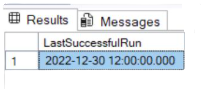 Results Messages
LastSuccessfulRun
1 2022-12-30 12:00:00.000